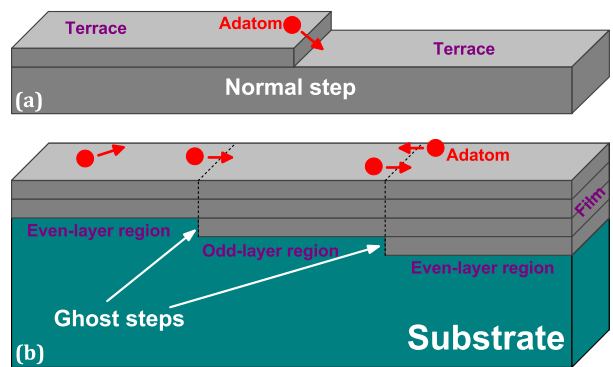 Terrace
Adatom
Terrace
Normal step
(a)
Adatom
Film
Even-layer region
Odd-layer region
Even-layer region
Ghost steps
Substrate
(b)